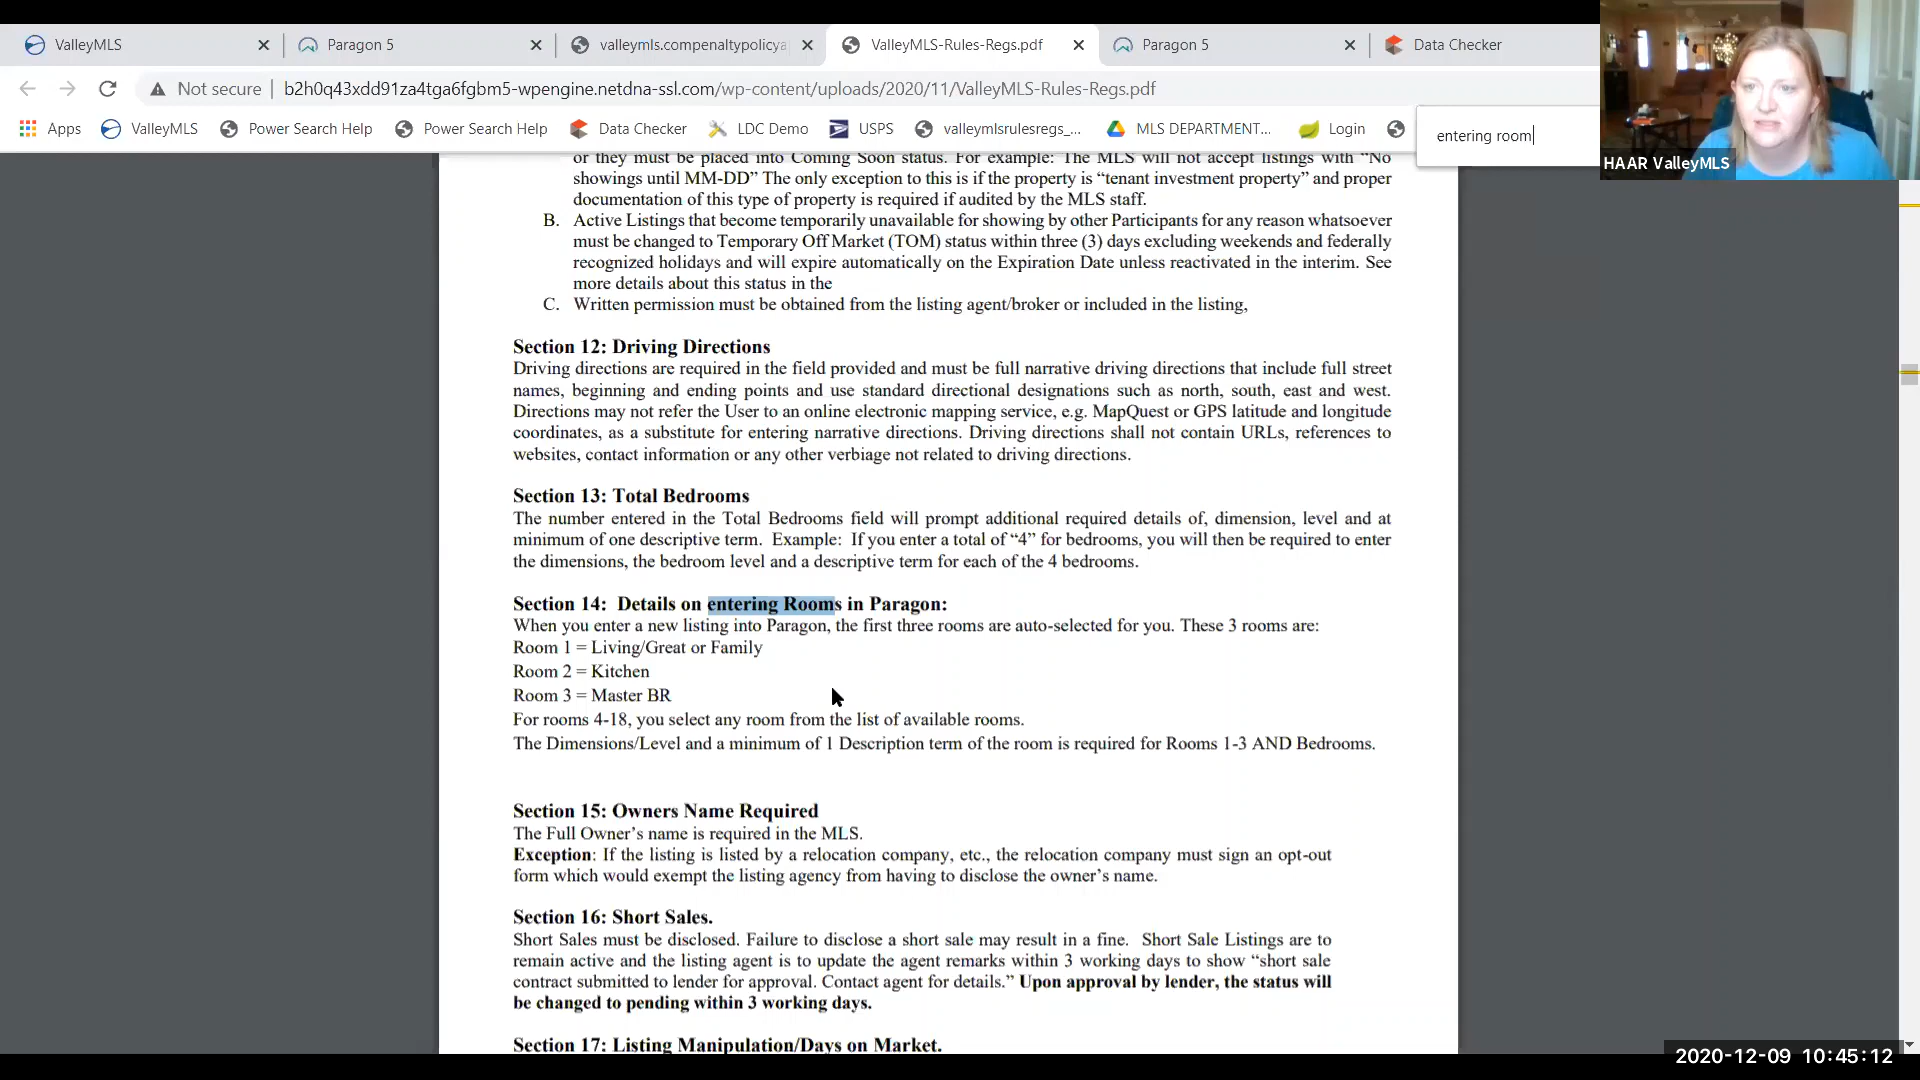 ValleyMLS
Paragon 5
valleymls.compenaltypolicya
ValleyMLS-Rules-Regs.pdf
Paragon 5
Data Checker
Not secure | b2h0q43xdd91za4tga6fgbm5-wpengine.netdna-ssl.com/wp-content/uploads/2020/11/ValleyMLS-Rules-Regs.pdf
Apps
ValleyMLS
Power Search Help
Power Search Help
Data Checker
LDC Demo
USPS
valleymlsrulesregs_...
MLS DEPARTMENT...
Login
entering room
HAAR ValleyMLS
or they must be placed into Coming Soon status. For example: The MLS will not accept listings with “No
showings until MM-DD” The only exception to this is if the property is “tenant investment property” and proper
documentation of this type of property is required if audited by the MLS staff.
B. Active Listings that become temporarily unavailable for showing by other Participants for any reason whatsoever
must be changed to Temporary Off Market (TOM) status within three (3) days excluding weekends and federally
recognized holidays and will expire automatically on the Expiration Date unless reactivated in the interim. See
more details about this status in the
C. Written permission must be obtained from the listing agent/broker or included in the listing,
Section 12: Driving Directions
Driving directions are required in the field provided and must be full narrative driving directions that include full street
names, beginning and ending points and use standard directional designations such as north, south, east and west.
Directions may not refer the User to an online electronic mapping service, e.g. MapQuest or GPS latitude and longitude
coordinates, as a substitute for entering narrative directions. Driving directions shall not contain URLs, references to
websites, contact information or any other verbiage not related to driving directions.
Section 13: Total Bedrooms
The number entered in the Total Bedrooms field will prompt additional required details of, dimension, level and at
minimum of one descriptive term. Example: If you enter a total of “4” for bedrooms, you will then be required to enter
the dimensions, the bedroom level and a descriptive term for each of the 4 bedrooms.
Section 14: Details on entering Rooms in Paragon:
When you enter a new listing into Paragon, the first three rooms are auto-selected for you. These 3 rooms are:
Room 1 = Living/Great or Family
Room 2 = Kitchen
Room 3 = Master BR
For rooms 4-18, you select any room from the list of available rooms.
The Dimensions/Level and a minimum of 1 Description term of the room is required for Rooms 1-3 AND Bedrooms.
Section 15: Owners Name Required
The Full Owner’s name is required in the MLS.
Exception: If the listing is listed by a relocation company, etc., the relocation company must sign an opt-out
form which would exempt the listing agency from having to disclose the owner’s name.
Section 16: Short Sales.
Short Sales must be disclosed. Failure to disclose a short sale may result in a fine. Short Sale Listings are to
remain active and the listing agent is to update the agent remarks within 3 working days to show “short sale
contract submitted to lender for approval. Contact agent for details.” Upon approval by lender, the status will
be changed to pending within 3 working days.
Section 17: Listing Manipulation/Days on Market.
2020-12-09 10:45:12